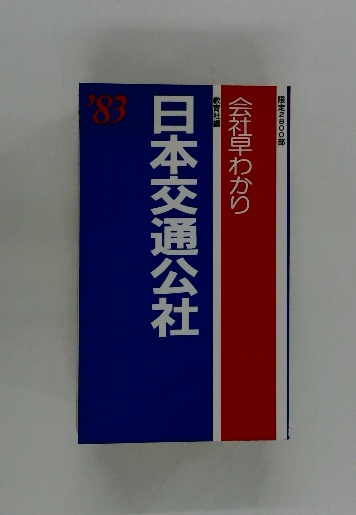 限定2800部
会社早わかり
教育社編
日本交通公社
'83